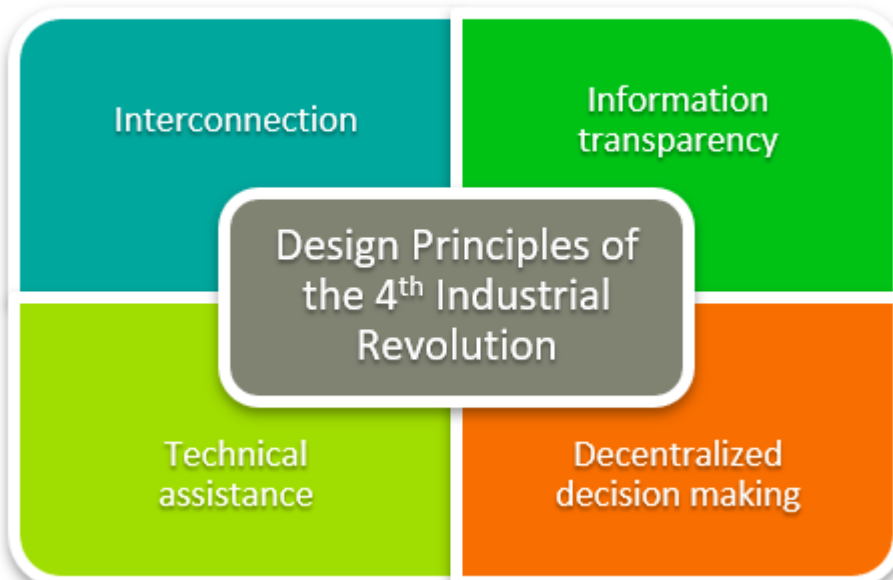 Interconnection
Information
transparency
Design Principles of
the 4th Industrial
Revolution
Technical
assistance
Decentralized
decision making